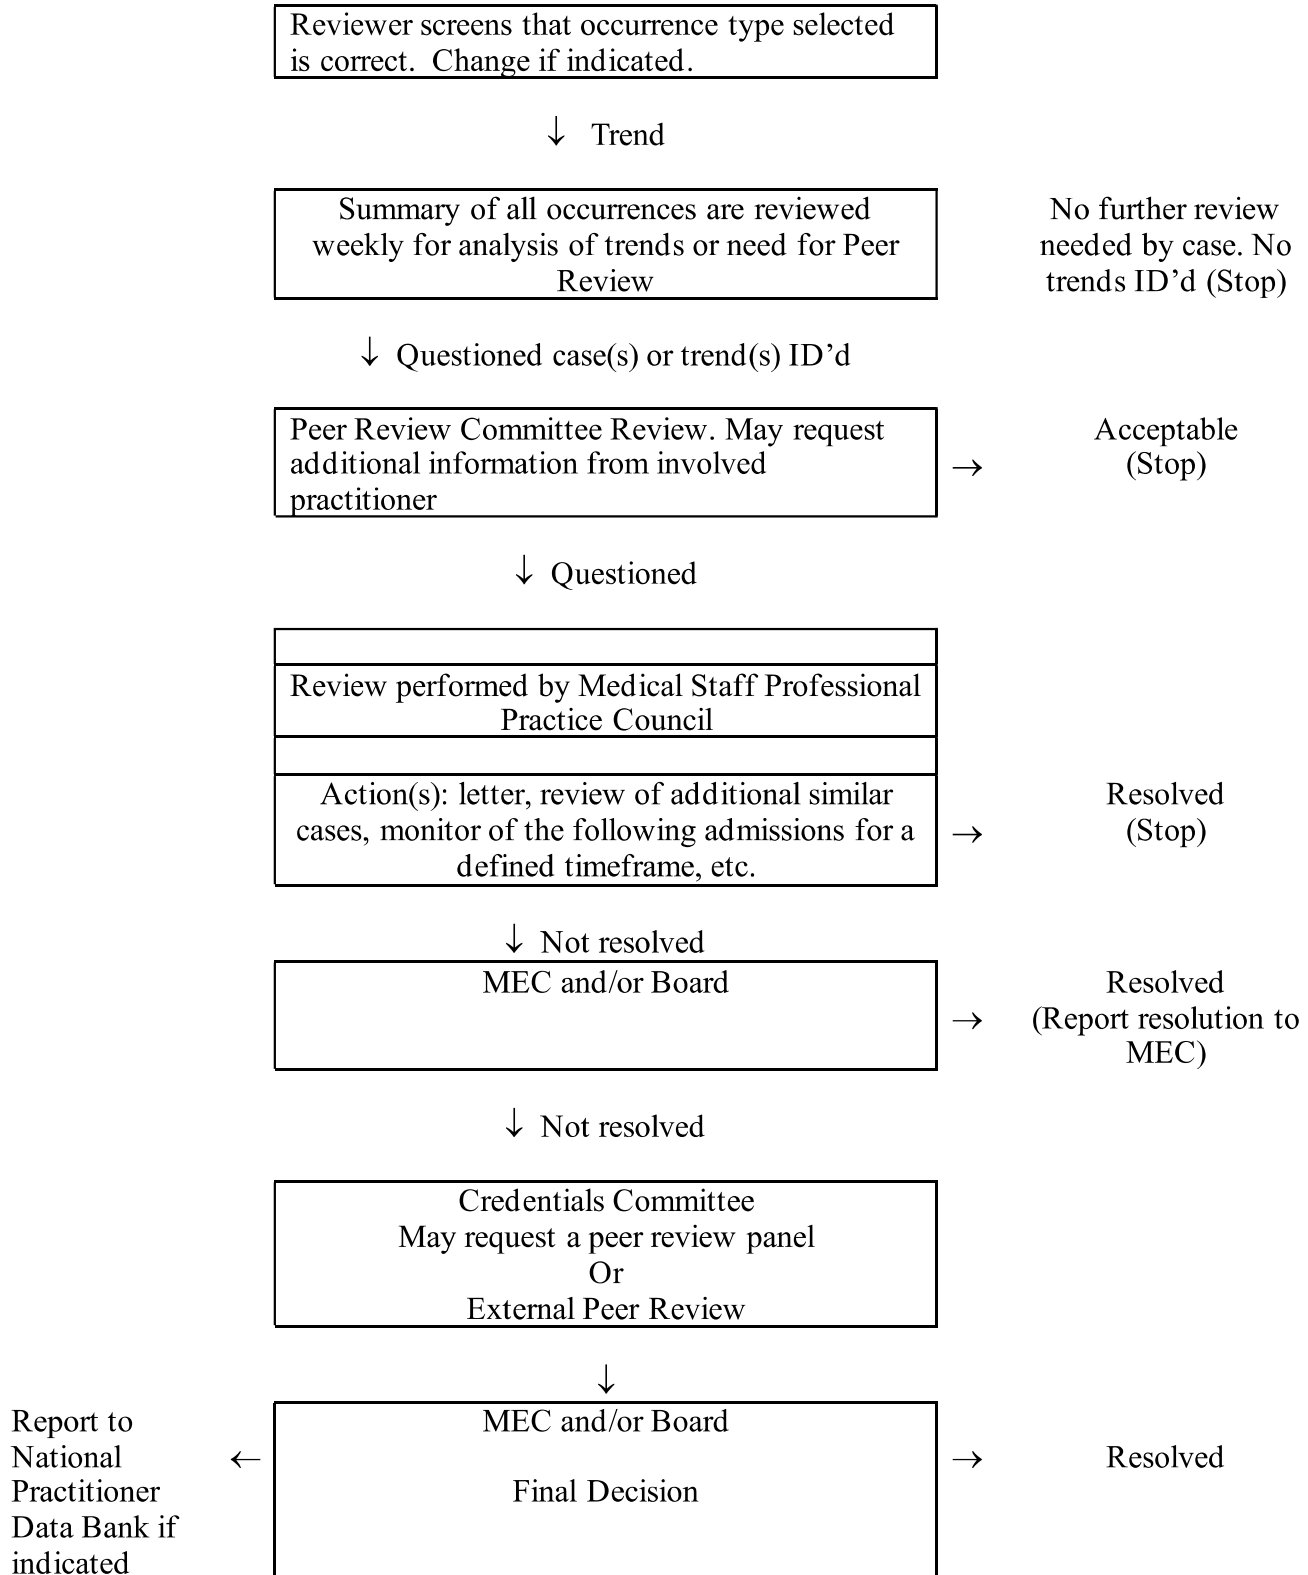 Reviewer screens that occurrence type selected
is correct.  Change if indicated.
↓ Trend
Summary of all occurrences are reviewed
weekly for analysis of trends or need for Peer
Review
No further review
needed by case. No
trends ID’d (Stop)
↓ Questioned case(s) or trend(s) ID’d
Peer Review Committee Review. May request
additional information from involved
practitioner
→
Acceptable
(Stop)
↓ Questioned
Review performed by Medical Staff Professional
Practice Council
Action(s): letter, review of additional similar
cases, monitor of the following admissions for a
defined timeframe, etc.
→
Resolved
(Stop)
↓ Not resolved
MEC and/or Board
→
Resolved
(Report resolution to
MEC)
↓ Not resolved
Credentials Committee
May request a peer review panel
Or
External Peer Review
↓
Report to
National
Practitioner
Data Bank if
indicated
←
MEC and/or Board
Final Decision
→
Resolved